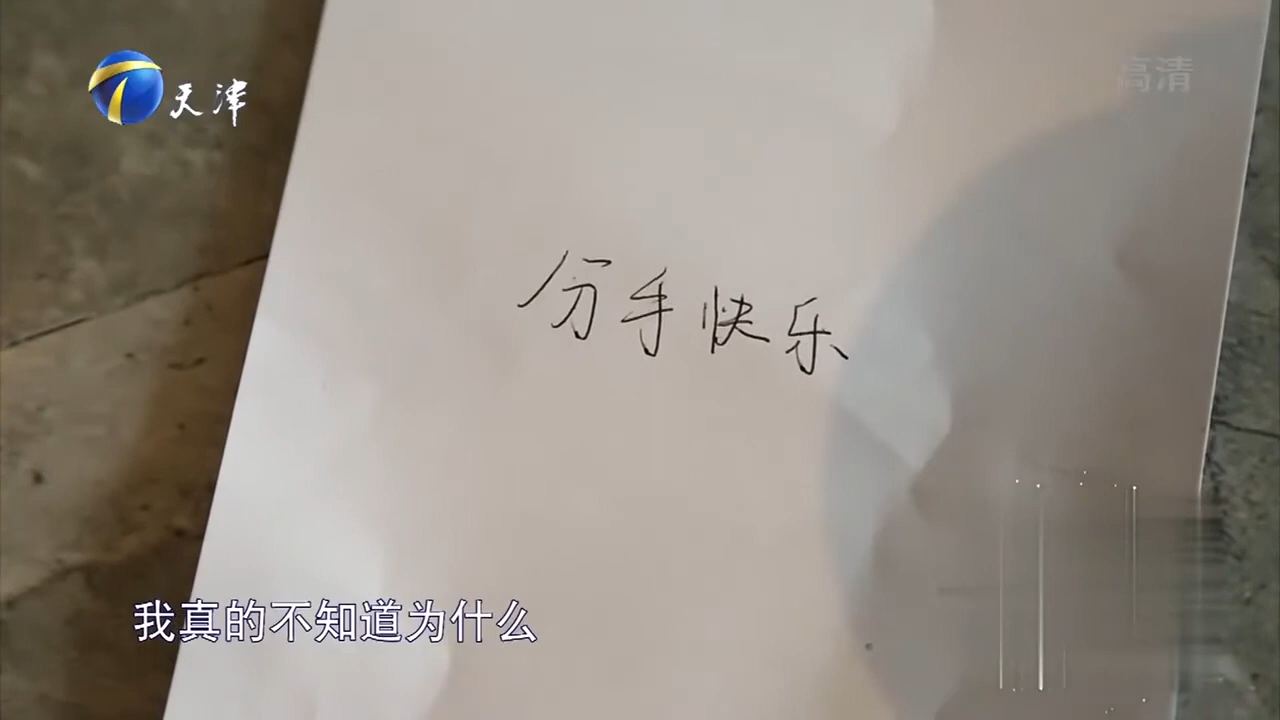 天津
高清
分手快乐
我真的不知道为什么